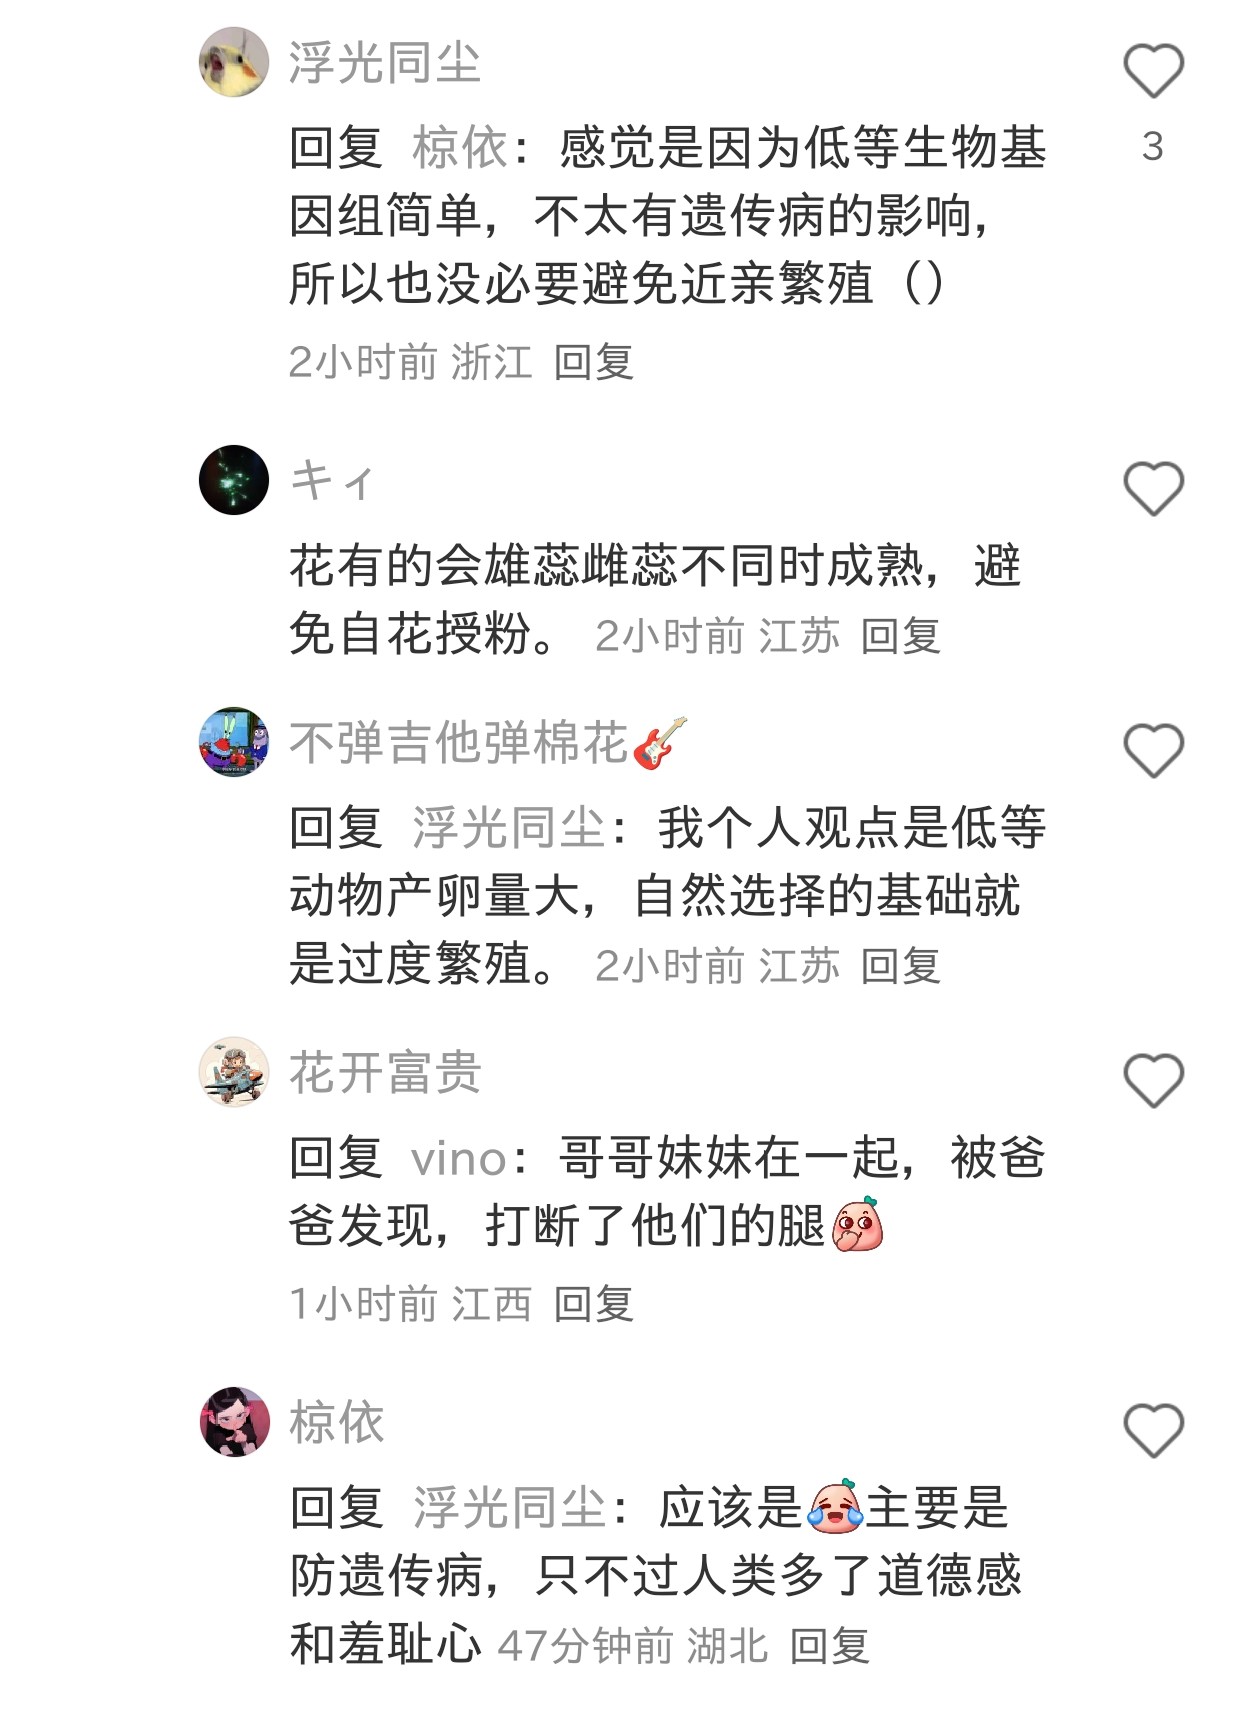 浮光同尘
回复 椋依：感觉是因为低等生物基
3
因组简单，不太有遗传病的影响，
所以也没必要避免近亲繁殖（）
2小时前 浙江 回复
キィ
花有的会雄蕊雌蕊不同时成熟，避
免自花授粉。 2小时前 江苏 回复
不弹吉他弹棉花🎸
回复 浮光同尘：我个人观点是低等
动物产卵量大，自然选择的基础就
是过度繁殖。 2小时前 江苏 回复
花开富贵
回复 vino：哥哥妹妹在一起，被爸
爸发现，打断了他们的腿
1小时前 江西 回复
椋依
回复 浮光同尘：应该是主要是
防遗传病，只不过人类多了道德感
和羞耻心 47分钟前 湖北 回复